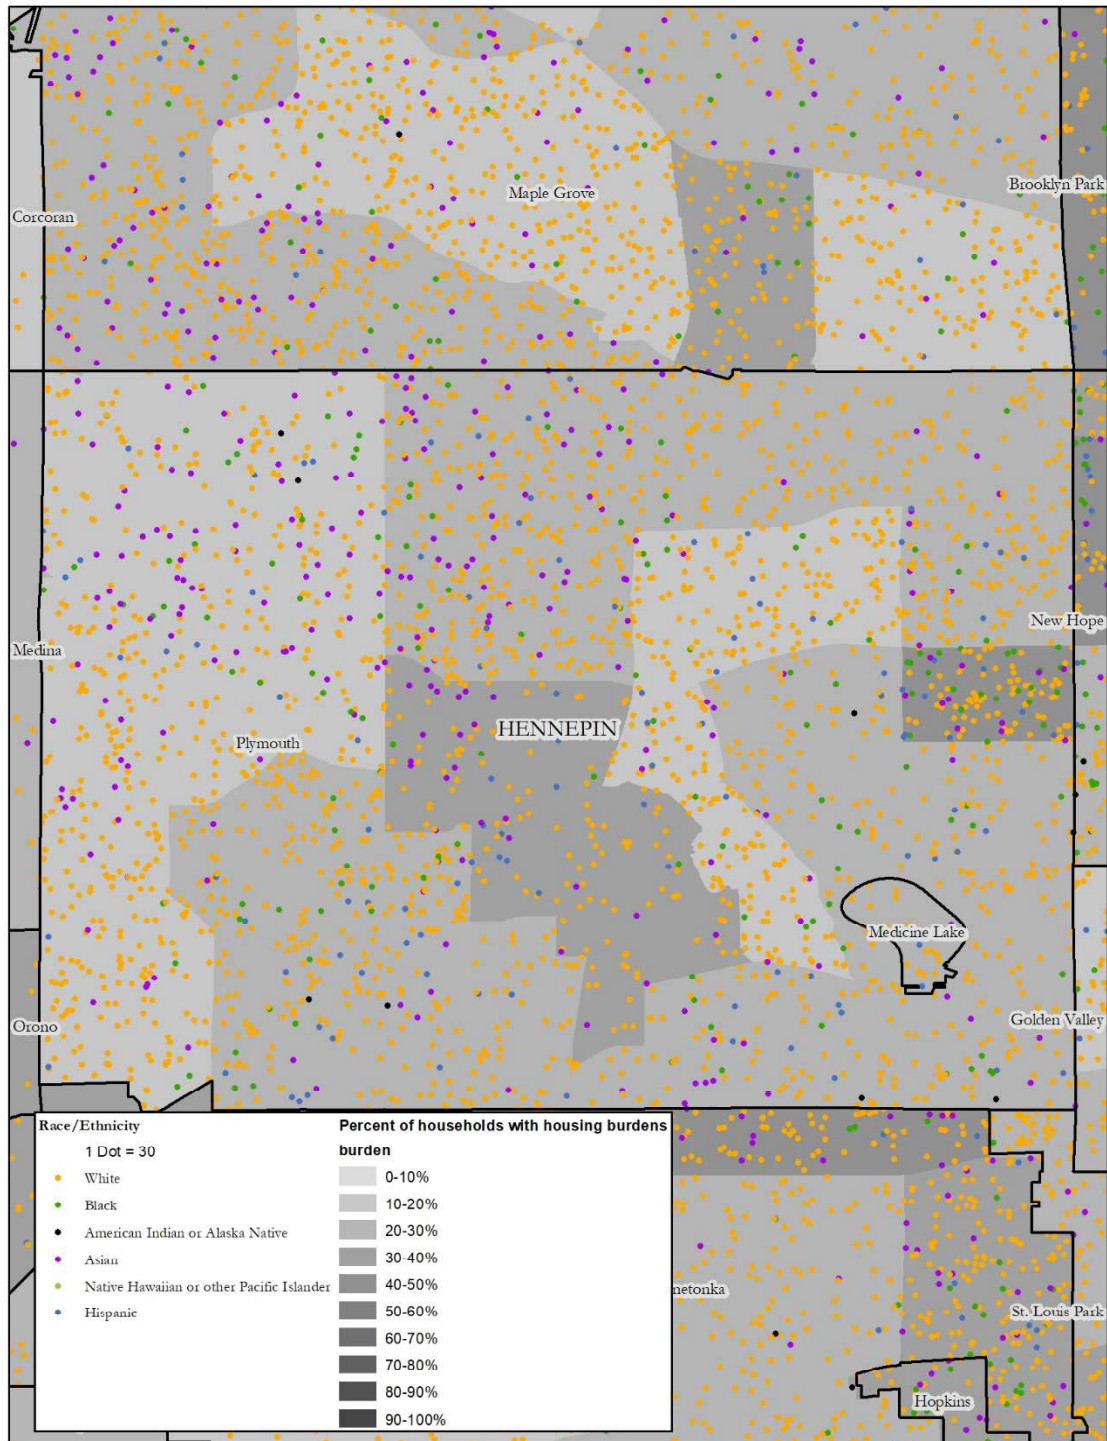 Maple Grove
Brooklyn Park
Corcoran
New Hope
Medina
HENNEPIN
Plymouth
Medicine Lake
Orono
Golden Valley
Race/Ethnicity
1 Dot = 30
White
Black
American Indian or Alaska Native
Asian
Native Hawaiian or other Pacific Islander
Hispanic
Percent of households with housing burdens
burden
0-10%
10-20%
20-30%
30-40%
40-50%
50-60%
60-70%
70-80%
80-90%
90-100%
netonka
St. Louis Park
Hopkins